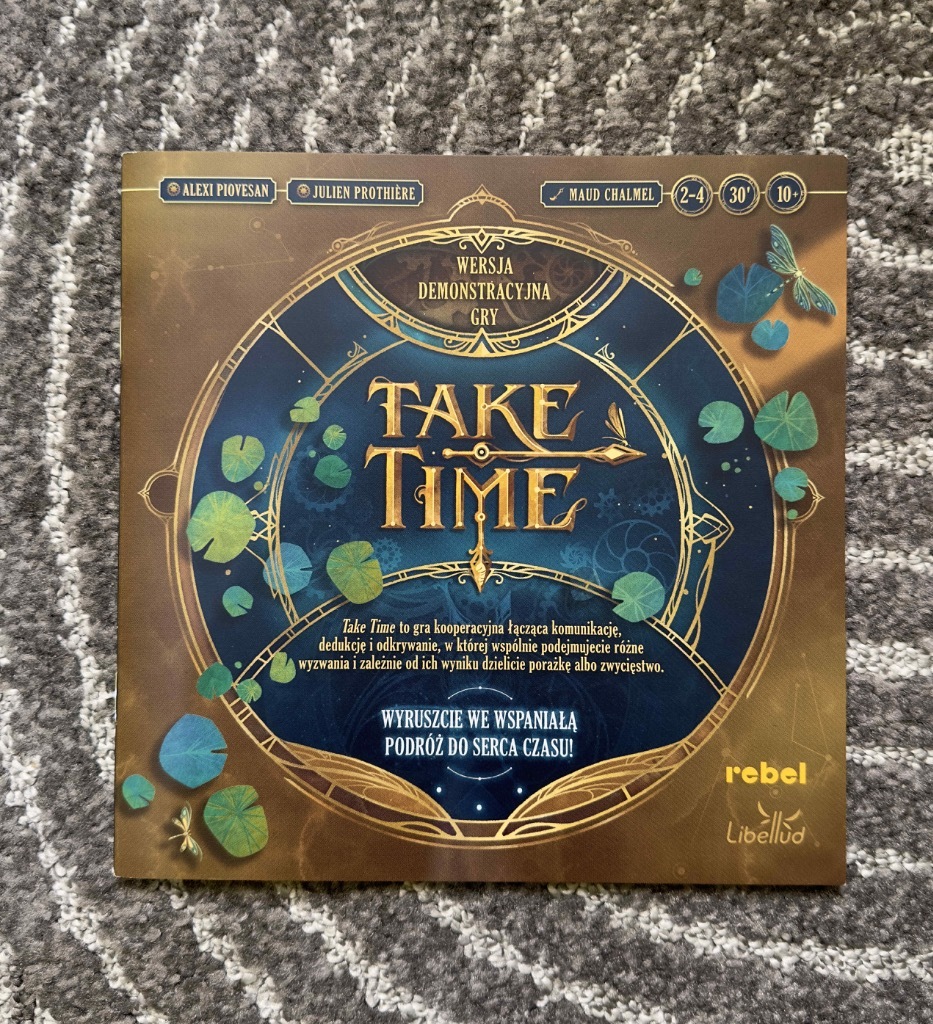 ALEXI PIOVESAN
JULIEN PROTHIÈRE
MAUD CHALMEL
2-4
30'
10+
WERSJA
DEMONSTRACYJNA
GRY
TAKE
TIME
Take Time to gra kooperacyjna łącząca komunikację,
dedukcję i odkrywanie, w której wspólnie podejmujecie różne
wyzwania i zależnie od ich wyniku dzielicie porażkę albo zwycięstwo.
WYRUSZCIE WE WSPANIAŁĄ
PODRÓŻ DO SERCA CZASU!
rebel
Libellud